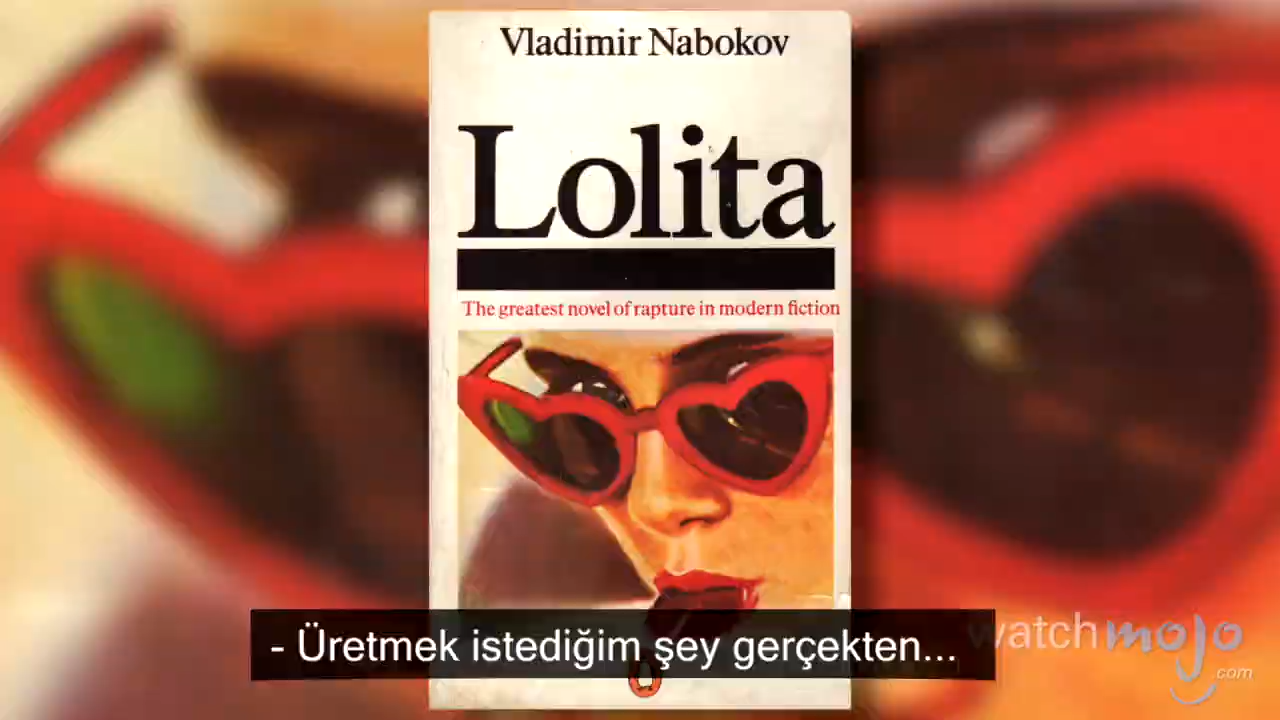 Vladimir Nabokov
Lolita
The greatest novel of rapture in modern fiction
- Üretmek istediğim şey gerçekten...
watchmojo
.com